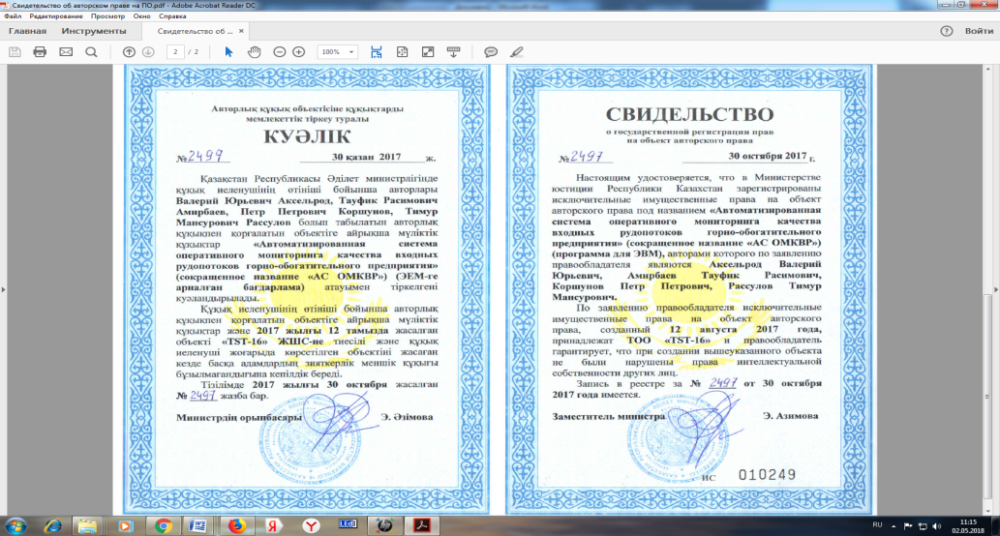 Свидетельство об авторском праве на ПО.pdf - Adobe Acrobat Reader DC
Файл Редактирование Просмотр Окно Справка
Главная Инструменты Свидетельство об ... × Войти
2 / 2 100%
Авторлық құқық объектісіне құқықтарды
мемлекеттік тіркеу туралы
КУӘЛІК
№ 2497 30 қазан 2017 ж.
Қазақстан Республикасы Әділет министрлігінде
құқық иеленушінің өтініші бойынша авторлары
Валерий Юрьевич Аксельрод, Тауфик Расимович
Амирбаев, Петр Петрович Коршунов, Тимур
Мансурович Рассулов болып табылатын авторлық
құқықпен қорғалатын объектіге айрықша мүліктік
құқықтар «Автоматизированная система
оперативного мониторинга качества входных
рудопотоков горно-обогатительного предприятия»
(сокращенное название «АС ОМКВР») (ЭЕМ-ге
арналған бағдарлама) атауымен тіркелгені
куәландырылады.
Құқық иеленушінің өтініші бойынша авторлық
құқықпен қорғалатын объектіге айрықша мүліктік
құқықтар және 2017 жылғы 12 тамызда жасалған
объекті «TST-16» ЖШС-не тиесілі және құқық
иеленуші жоғарыда көрсетілген объектіні жасаған
кезде басқа адамдардың зияткерлік меншік құқығы
бұзылмағандығына кепілдік береді.
Тізілімде 2017 жылғы 30 октября жасалған
№ 2497 жазба бар.
Министрдің орынбасары Э. Әзімова
СВИДЕТЕЛЬСТВО
о государственной регистрации прав
на объект авторского права
№ 2497 30 октября 2017 г.
Настоящим удостоверяется, что в Министерстве
юстиции Республики Казахстан зарегистрированы
исключительные имущественные права на объект
авторского права под названием «Автоматизированная
система оперативного мониторинга качества
входных рудопотоков горно-обогатительного
предприятия» (сокращенное название «АС ОМКВР»)
(программа для ЭВМ), авторами которого по заявлению
правообладателя являются Аксельрод Валерий
Юрьевич, Амирбаев Тауфик Расимович,
Коршунов Петр Петрович, Рассулов Тимур
Мансурович.
По заявлению правообладателя исключительные
имущественные права на объект авторского
права, созданный 12 августа 2017 года,
принадлежат ТОО «TST-16» и правообладатель
гарантирует, что при создании вышеуказанного объекта
не были нарушены права интеллектуальной
собственности других лиц.
Запись в реестре за № 2497 от 30 октября
2017 года имеется.
Заместитель министра Э. Азимова
ИС 010249
RU 11:15
02.05.2018